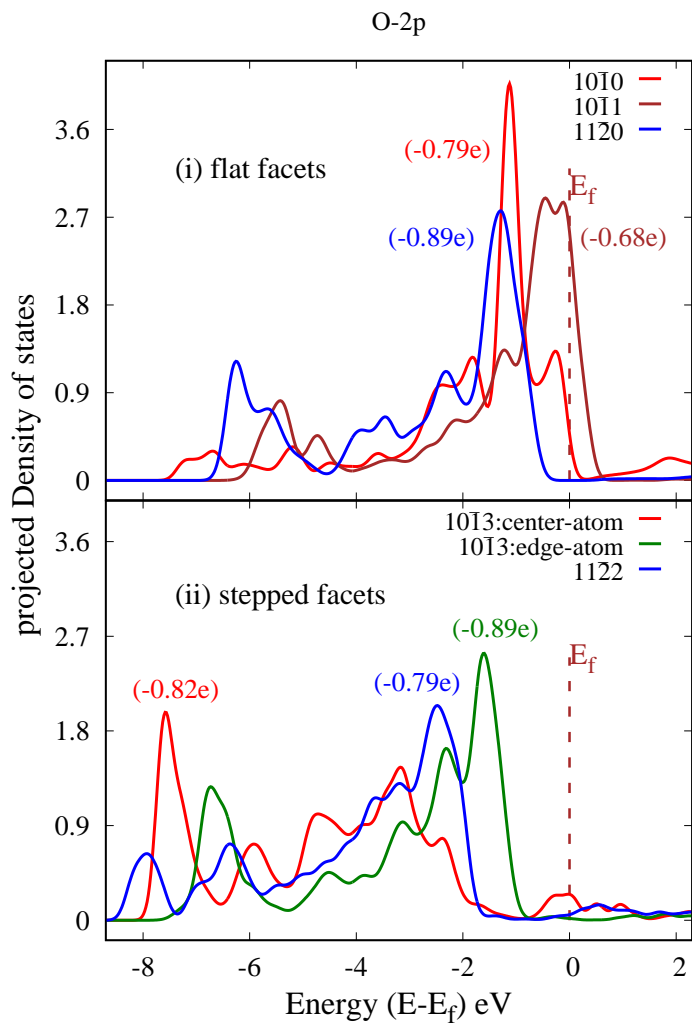 O-2p
projected Density of states
101̅0
101̅1
112̅0
(i) flat facets
(-0.79e)
(-0.89e)
(-0.68e)
E_f
3.6
2.7
1.8
0.9
0
101̅3:center-atom
101̅3:edge-atom
112̅2
(ii) stepped facets
(-0.82e)
(-0.79e)
(-0.89e)
E_f
3.6
2.7
1.8
0.9
0
-8 -6 -4 -2 0 2
Energy (E-E_f) eV